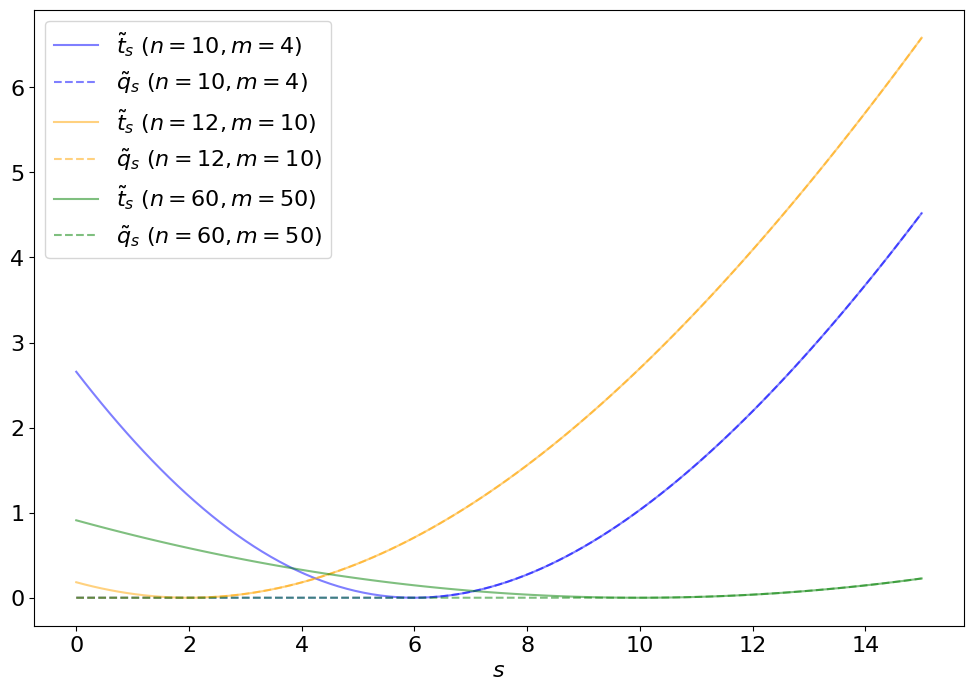 t̃ₛ (n = 10, m = 4)
q̃ₛ (n = 10, m = 4)
t̃ₛ (n = 12, m = 10)
q̃ₛ (n = 12, m = 10)
t̃ₛ (n = 60, m = 50)
q̃ₛ (n = 60, m = 50)
6
5
4
3
2
1
0
0 2 4 6 8 10 12 14
s